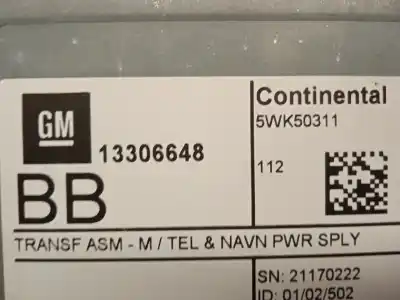 GM
13306648
BB
Continental
5WK50311
112
TRANSF ASM - M / TEL & NAVN PWR SPLY
SN: 21170222
ID: 01/02/502